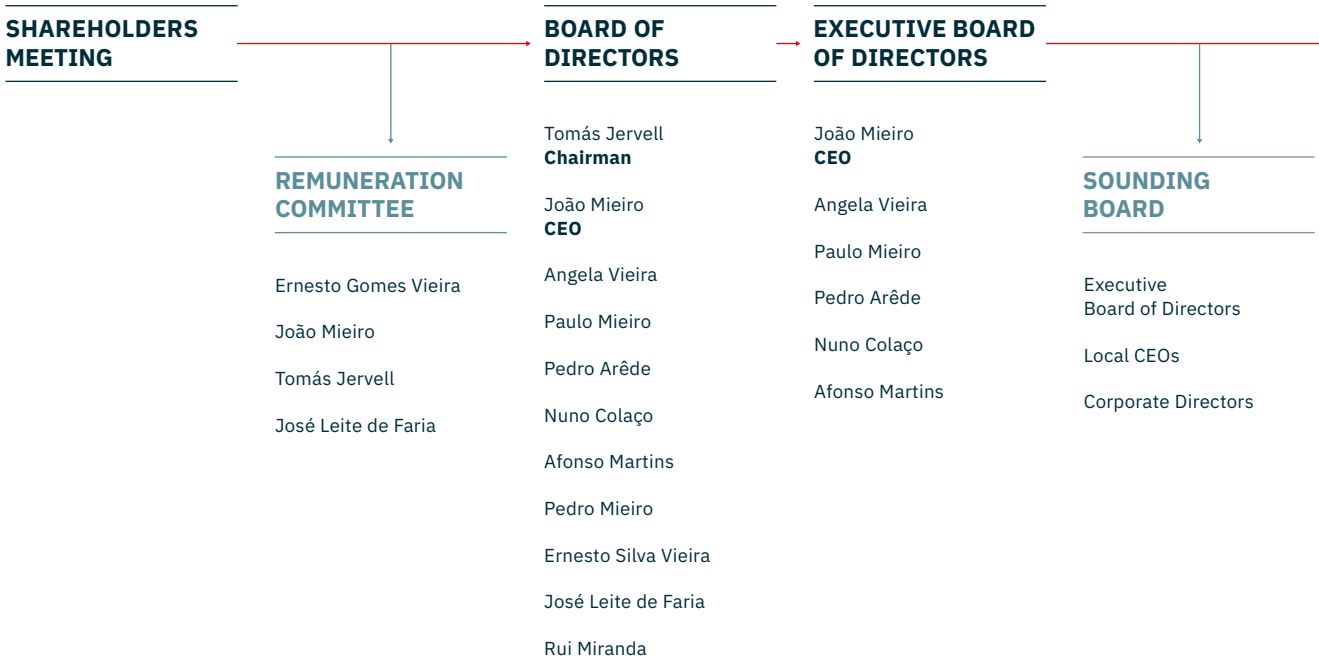 SHAREHOLDERS
MEETING
REMUNERATION
COMMITTEE
Ernesto Gomes Vieira
João Mieiro
Tomás Jervell
José Leite de Faria
BOARD OF
DIRECTORS
Tomás Jervell
Chairman
João Mieiro
CEO
Angela Vieira
Paulo Mieiro
Pedro Arêde
Nuno Colaço
Afonso Martins
Pedro Mieiro
Ernesto Silva Vieira
José Leite de Faria
Rui Miranda
EXECUTIVE BOARD
OF DIRECTORS
João Mieiro
CEO
Angela Vieira
Paulo Mieiro
Pedro Arêde
Nuno Colaço
Afonso Martins
SOUNDING
BOARD
Executive
Board of Directors
Local CEOs
Corporate Directors